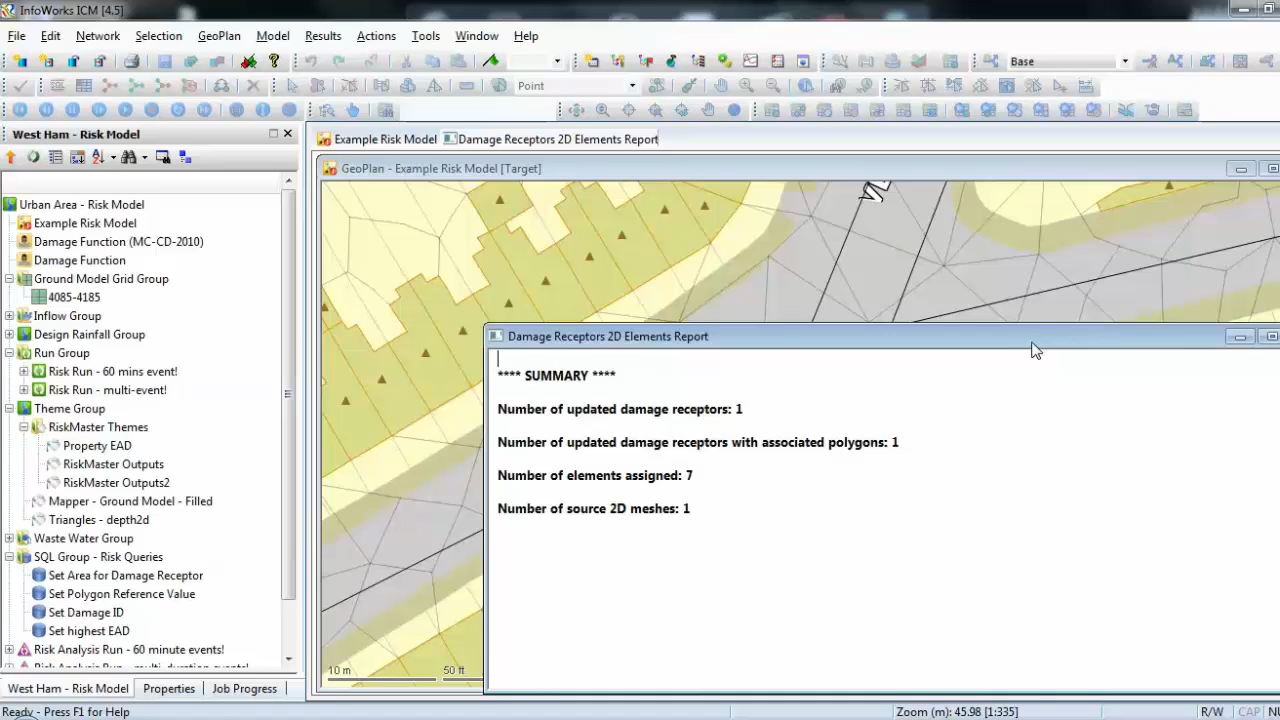 InfoWorks ICM [4.5]
File Edit Network Selection GeoPlan Model Results Actions Tools Window Help
Base
Point
West Ham - Risk Model
Example Risk Model
Damage Receptors 2D Elements Report
GeoPlan - Example Risk Model [Target]
Urban Area - Risk Model
Example Risk Model
Damage Function (MC-CD-2010)
Damage Function
Ground Model Grid Group
4085-4185
Inflow Group
Design Rainfall Group
Run Group
Risk Run - 60 mins event!
Risk Run - multi-event!
Theme Group
RiskMaster Themes
Property EAD
RiskMaster Outputs
RiskMaster Outputs2
Mapper - Ground Model - Filled
Triangles - depth2d
Waste Water Group
SQL Group - Risk Queries
Set Area for Damage Receptor
Set Polygon Reference Value
Set Damage ID
Set highest EAD
Risk Analysis Run - 60 minute events!
Risk Analysis Run - multi-duration events!
Damage Receptors 2D Elements Report
**** SUMMARY ****
Number of updated damage receptors: 1
Number of updated damage receptors with associated polygons: 1
Number of elements assigned: 7
Number of source 2D meshes: 1
10 m
50 ft
West Ham - Risk Model Properties Job Progress
Ready - Press F1 for Help
Zoom (m): 45.98 [1:335]
R/W CAP